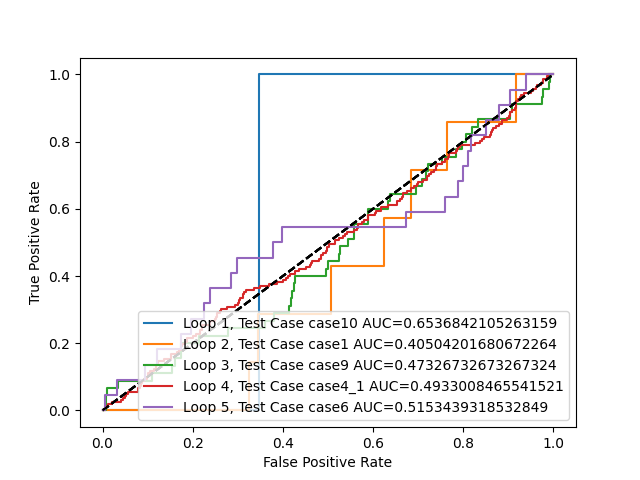 1.0
0.8
0.6
0.4
0.2
0.0
True Positive Rate
Loop 1, Test Case case10 AUC=0.6536842105263159
Loop 2, Test Case case1 AUC=0.40504201680672264
Loop 3, Test Case case9 AUC=0.47326732673267324
Loop 4, Test Case case4_1 AUC=0.4933008465541521
Loop 5, Test Case case6 AUC=0.5153439318532849
0.0 0.2 0.4 0.6 0.8 1.0
False Positive Rate